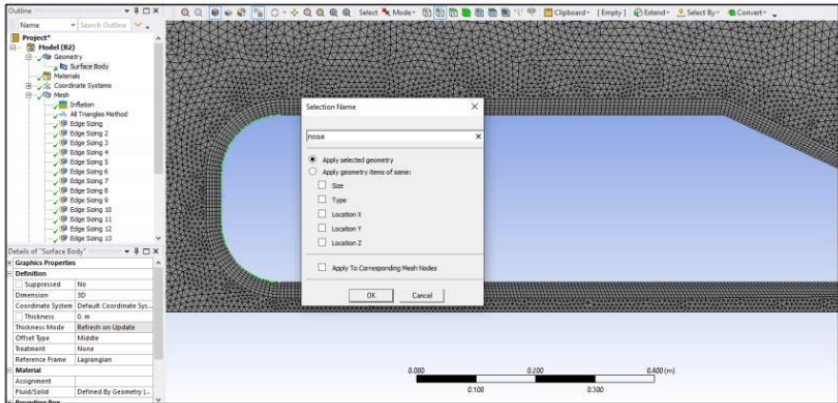 Outline
Name
Search Outline
Project*
Model (B2)
Geometry
Surface Body
Materials
Coordinate Systems
Mesh
Inflation
All Triangles Method
Edge Sizing
Edge Sizing 2
Edge Sizing 3
Edge Sizing 4
Edge Sizing 5
Edge Sizing 6
Edge Sizing 7
Edge Sizing 8
Edge Sizing 9
Edge Sizing 10
Edge Sizing 11
Edge Sizing 12
Edge Sizing 13
Details of "Surface Body"
Graphics Properties
Definition
Suppressed No
Dimension 3D
Coordinate System Default Coordinate Sys...
Thickness 0. m
Thickness Mode Refresh on Update
Offset Type Middle
Treatment None
Reference Frame Lagrangian
Material
Assignment
Fluid/Solid Defined By Geometry (...
Bounding Box
Select Mode Clipboard [ Empty ] Extend Select By Convert
Selection Name
noise
Apply selected geometry
Apply geometry items of same:
Size
Type
Location X
Location Y
Location Z
Apply To Corresponding Mesh Nodes
OK Cancel
0.000 0.200 0.400 (m)
0.100 0.300